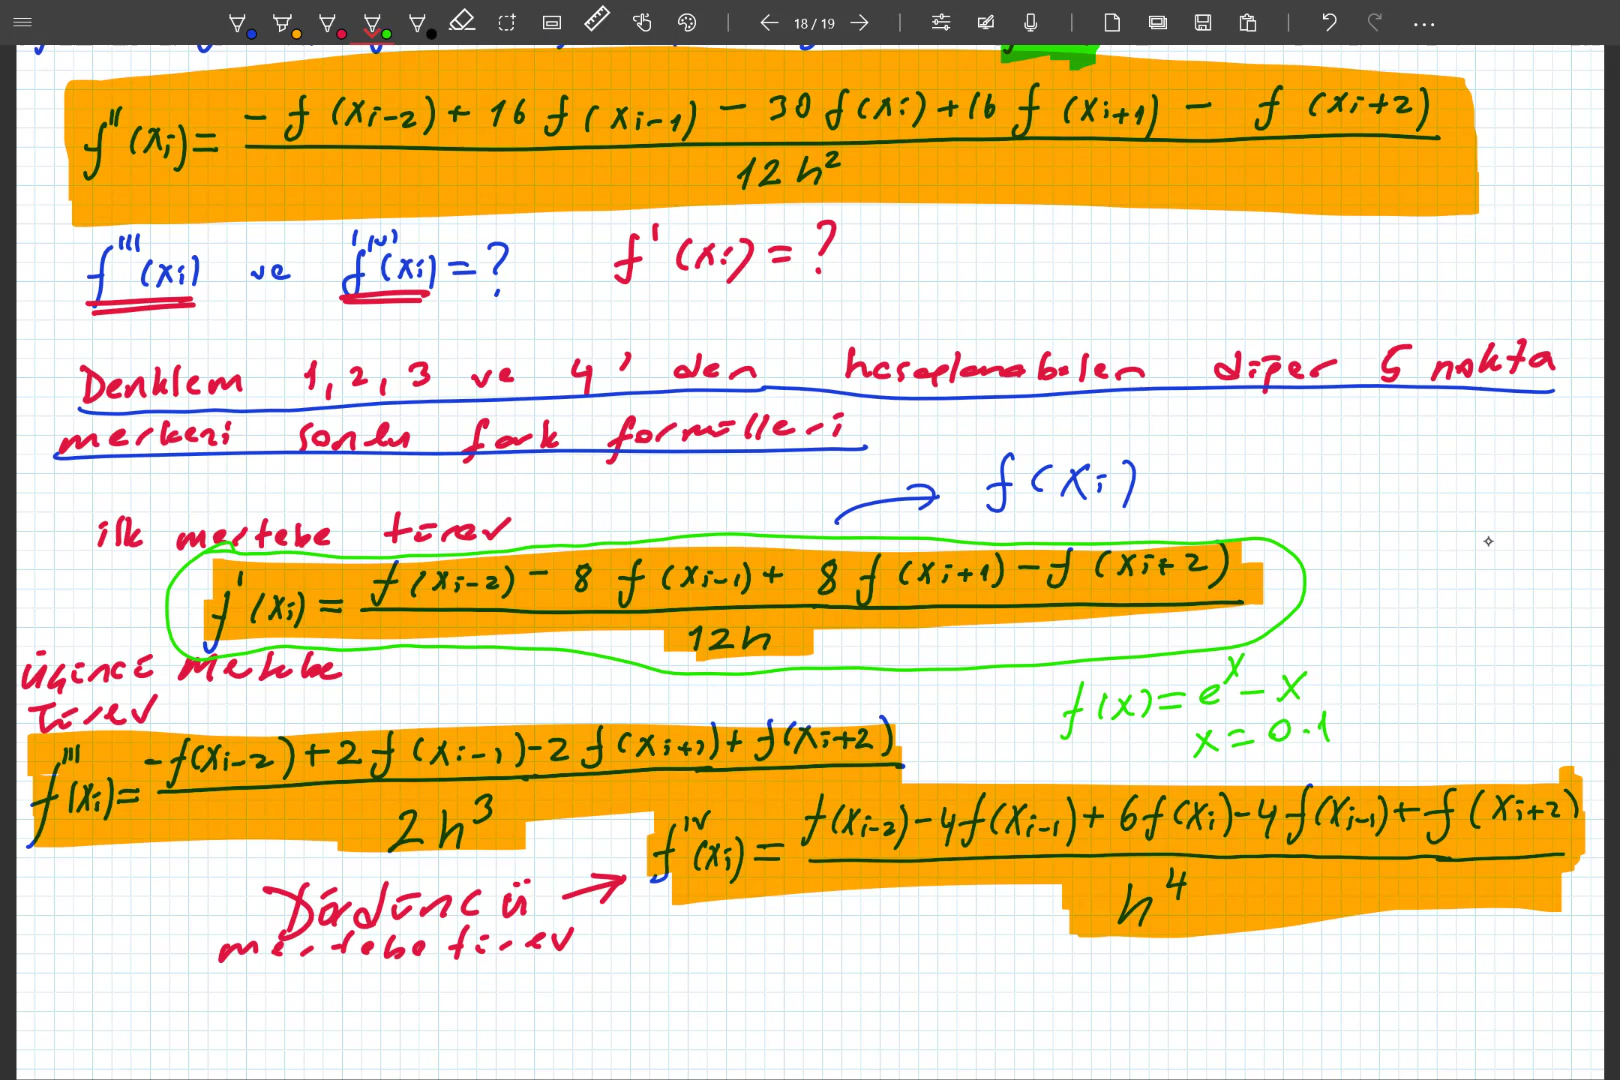 18 / 19
f''(xi) = (-f(xi-2) + 16 f(xi-1) - 30 f(xi) + 16 f(xi+1) - f(xi+2)) / 12h²
f'''(xi) ve f'ᴵⱽ'(xi) = ? f'(xi) = ?
Denklem 1, 2, 3 ve 4' den hesaplanabilen diğer 5 nokta
merkezi sonlu fark formülleri
f(xi)
ilk mertebe türev
f'(xi) = (f(xi-2) - 8 f(xi-1) + 8 f(xi+1) - f(xi+2)) / 12h
üçüncü mertebe
türev
f(x) = eˣ - x
x = 0.1
f'''(xi) = (-f(xi-2) + 2f(xi-1) - 2f(xi+1) + f(xi+2)) / 2h³
fᴵⱽ(xi) = (f(xi-2) - 4f(xi-1) + 6f(xi) - 4f(xi-1) + f(xi+2)) / h⁴
Dördüncü
mertebe türev